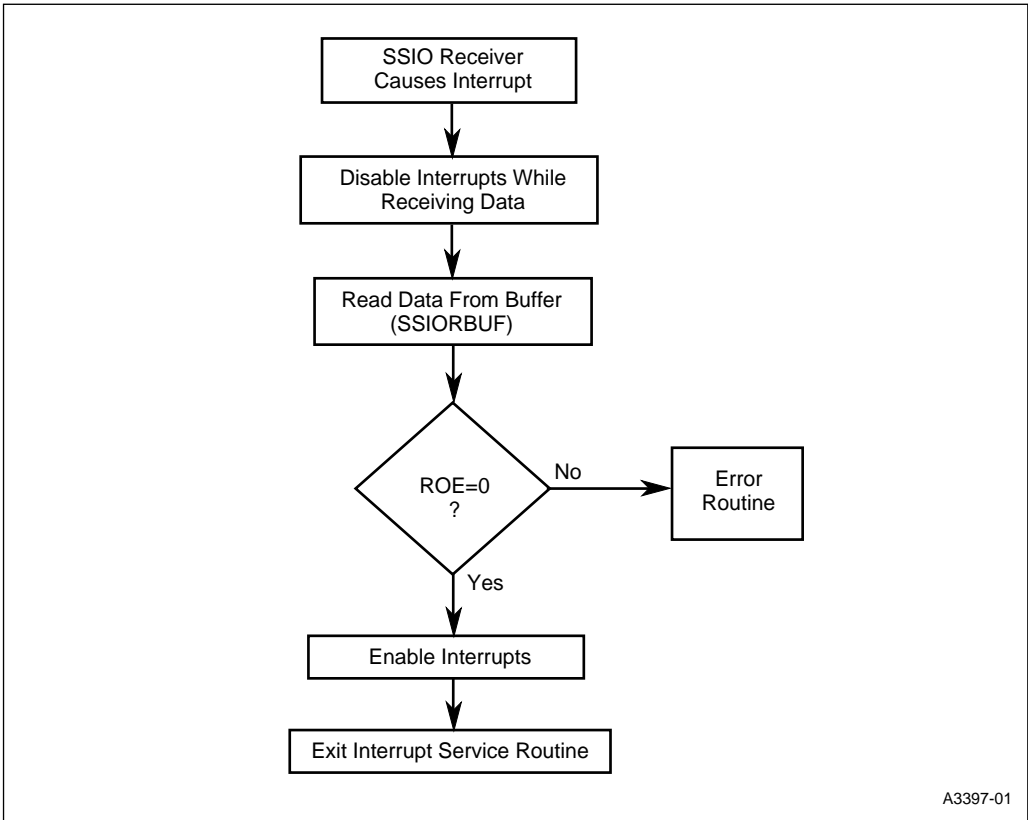 SSIO Receiver
Causes Interrupt
Disable Interrupts While
Receiving Data
Read Data From Buffer
(SSIORBUF)
ROE=0
?
No
Error
Routine
Yes
Enable Interrupts
Exit Interrupt Service Routine
A3397-01